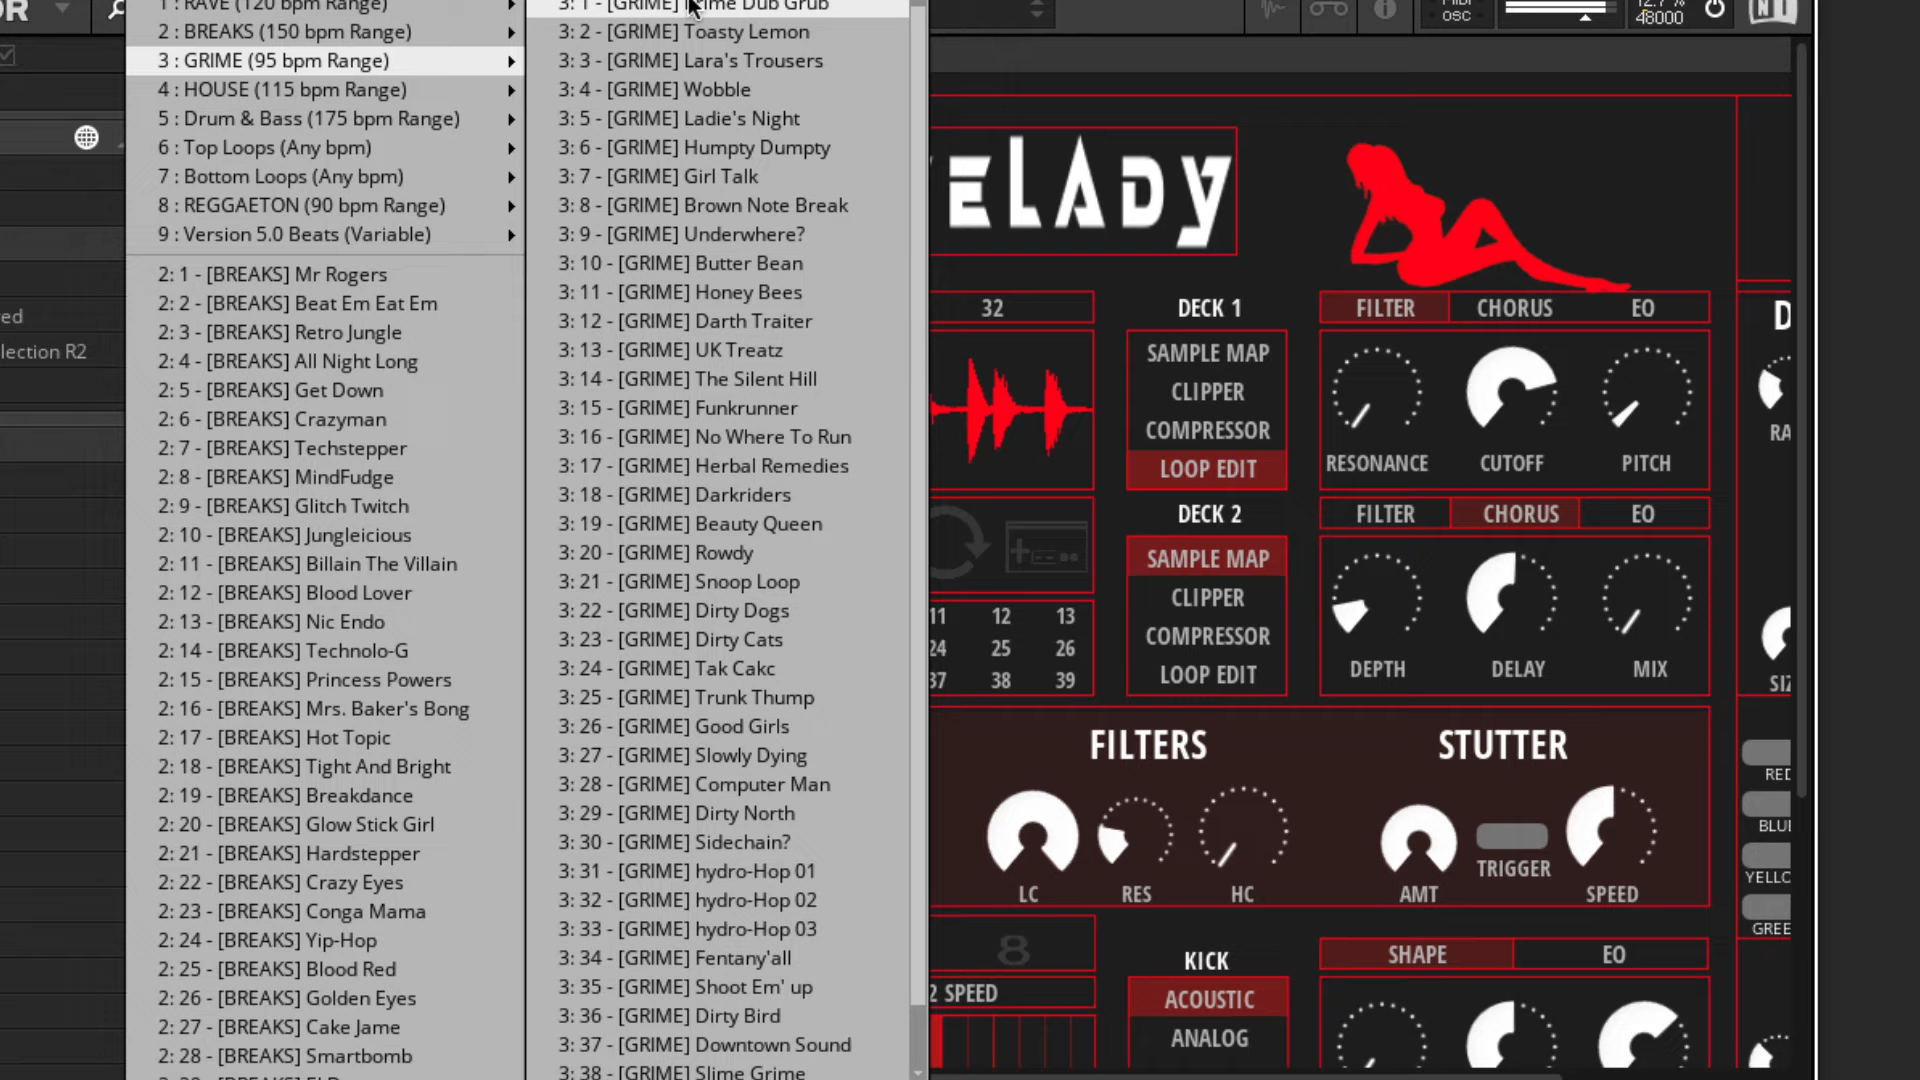 OR
1 : RAVE (120 bpm Range)
2 : BREAKS (150 bpm Range)
3 : GRIME (95 bpm Range)
4 : HOUSE (115 bpm Range)
5 : Drum & Bass (175 bpm Range)
6 : Top Loops (Any bpm)
7 : Bottom Loops (Any bpm)
8 : REGGAETON (90 bpm Range)
9 : Version 5.0 Beats (Variable)
lection R2
2: 1 - [BREAKS] Mr Rogers
2: 2 - [BREAKS] Beat Em Eat Em
2: 3 - [BREAKS] Retro Jungle
2: 4 - [BREAKS] All Night Long
2: 5 - [BREAKS] Get Down
2: 6 - [BREAKS] Crazyman
2: 7 - [BREAKS] Techstepper
2: 8 - [BREAKS] MindFudge
2: 9 - [BREAKS] Glitch Twitch
2: 10 - [BREAKS] Jungleicious
2: 11 - [BREAKS] Billain The Villain
2: 12 - [BREAKS] Blood Lover
2: 13 - [BREAKS] Nic Endo
2: 14 - [BREAKS] Technolo-G
2: 15 - [BREAKS] Princess Powers
2: 16 - [BREAKS] Mrs. Baker's Bong
2: 17 - [BREAKS] Hot Topic
2: 18 - [BREAKS] Tight And Bright
2: 19 - [BREAKS] Breakdance
2: 20 - [BREAKS] Glow Stick Girl
2: 21 - [BREAKS] Hardstepper
2: 22 - [BREAKS] Crazy Eyes
2: 23 - [BREAKS] Conga Mama
2: 24 - [BREAKS] Yip-Hop
2: 25 - [BREAKS] Blood Red
2: 26 - [BREAKS] Golden Eyes
2: 27 - [BREAKS] Cake Jame
2: 28 - [BREAKS] Smartbomb
3: 1 - [GRIME] Dub Grub
3: 2 - [GRIME] Toasty Lemon
3: 3 - [GRIME] Lara's Trousers
3: 4 - [GRIME] Wobble
3: 5 - [GRIME] Ladie's Night
3: 6 - [GRIME] Humpty Dumpty
3: 7 - [GRIME] Girl Talk
3: 8 - [GRIME] Brown Note Break
3: 9 - [GRIME] Underwhere?
3: 10 - [GRIME] Butter Bean
3: 11 - [GRIME] Honey Bees
3: 12 - [GRIME] Darth Traiter
3: 13 - [GRIME] UK Treatz
3: 14 - [GRIME] The Silent Hill
3: 15 - [GRIME] Funkrunner
3: 16 - [GRIME] No Where To Run
3: 17 - [GRIME] Herbal Remedies
3: 18 - [GRIME] Darkriders
3: 19 - [GRIME] Beauty Queen
3: 20 - [GRIME] Rowdy
3: 21 - [GRIME] Snoop Loop
3: 22 - [GRIME] Dirty Dogs
3: 23 - [GRIME] Dirty Cats
3: 24 - [GRIME] Tak Cakc
3: 25 - [GRIME] Trunk Thump
3: 26 - [GRIME] Good Girls
3: 27 - [GRIME] Slowly Dying
3: 28 - [GRIME] Computer Man
3: 29 - [GRIME] Dirty North
3: 30 - [GRIME] Sidechain?
3: 31 - [GRIME] hydro-Hop 01
3: 32 - [GRIME] hydro-Hop 02
3: 33 - [GRIME] hydro-Hop 03
3: 34 - [GRIME] Fentany'all
3: 35 - [GRIME] Shoot Em' up
3: 36 - [GRIME] Dirty Bird
3: 37 - [GRIME] Downtown Sound
3: 38 - [GRIME] Slime Grime
osc
48000
NI
ELADY
32
DECK 1
SAMPLE MAP
CLIPPER
COMPRESSOR
LOOP EDIT
FILTER CHORUS EQ
RESONANCE CUTOFF PITCH
DECK 2
SAMPLE MAP
CLIPPER
COMPRESSOR
LOOP EDIT
FILTER CHORUS EQ
DEPTH DELAY MIX
11 12 13
24 25 26
37 38 39
FILTERS
LC RES HC
STUTTER
AMT TRIGGER SPEED
8
2 SPEED
KICK
ACOUSTIC
ANALOG
SHAPE EQ
D
RA
SIZ
RED
BLUE
YELLO
GREE